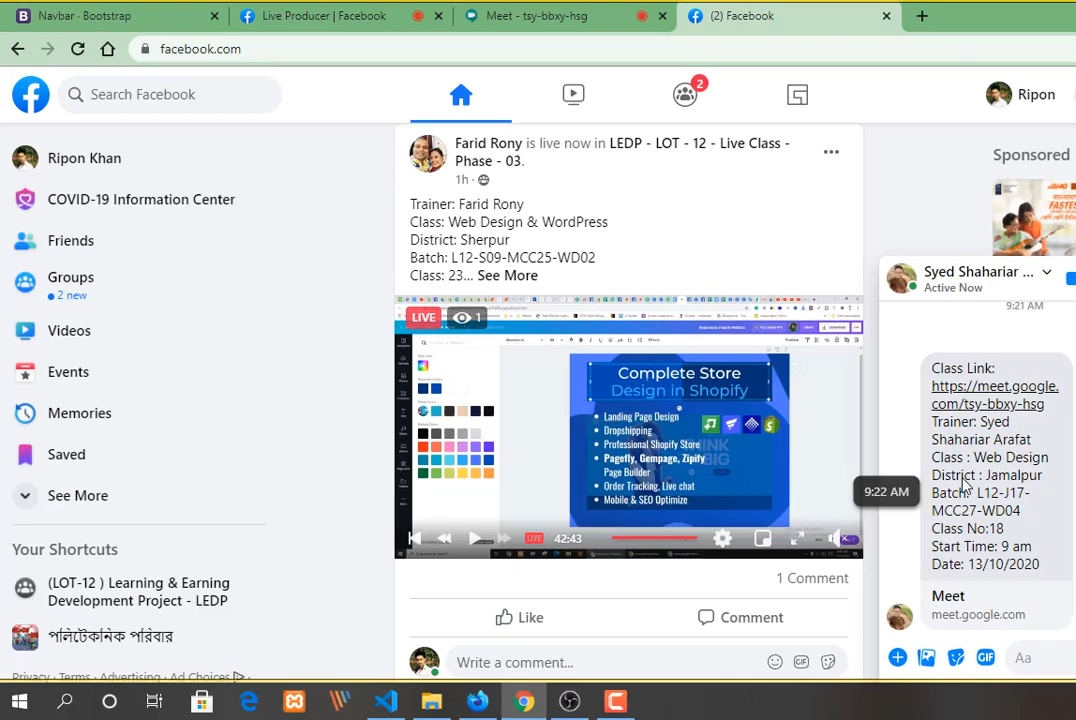 Navbar · Bootstrap
Live Producer | Facebook
Meet - tsy-bbxy-hsg
(2) Facebook
facebook.com
Search Facebook
2
Ripon
Ripon Khan
COVID-19 Information Center
Friends
Groups
2 new
Videos
Events
Memories
Saved
See More
Your Shortcuts
(LOT-12 ) Learning & Earning
Development Project - LEDP
পলিটেকনিক পরিবার
Privacy · Terms · Advertising · Ad Choices
Farid Rony is live now in LEDP - LOT - 12 - Live Class -
Phase - 03.
1h
Trainer: Farid Rony
Class: Web Design & WordPress
District: Sherpur
Batch: L12-S09-MCC25-WD02
Class: 23... See More
LIVE
1
Complete Store
Design in Shopify
Landing Page Design
Dropshipping
Professional Shopify Store
Pagefly, Gempage, Zipify
Page Builder
Order Tracking, Live chat
Mobile & SEO Optimize
LIVE
42:43
1 Comment
Like
Comment
Write a comment...
GIF
Sponsored
Syed Shahariar ...
Active Now
9:21 AM
Class Link:
https://meet.google.
com/tsy-bbxy-hsg
Trainer: Syed
Shahariar Arafat
Class : Web Design
District : Jamalpur
Batch: L12-J17-
MCC27-WD04
Class No:18
Start Time: 9 am
Date: 13/10/2020
9:22 AM
Meet
meet.google.com
GIF
Aa